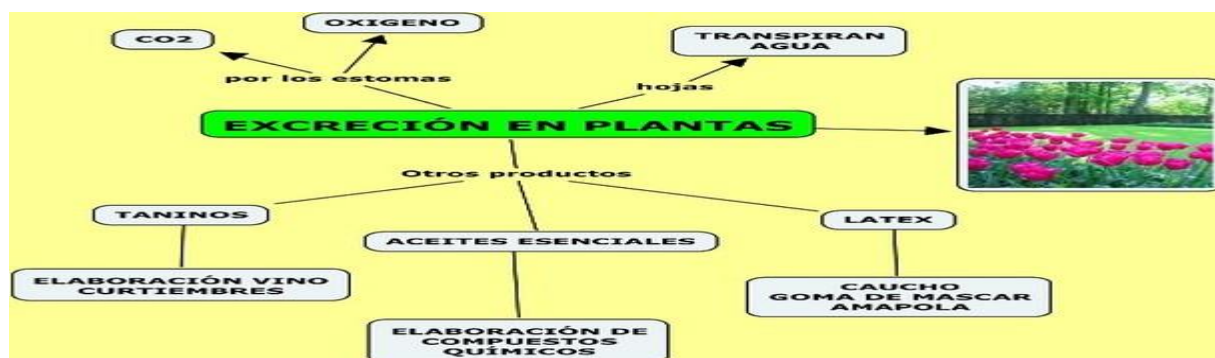 OXIGENO
CO2
TRANSPIRAN
AGUA
por los estomas
hojas
EXCRECIÓN EN PLANTAS
Otros productos
TANINOS
LATEX
ACEITES ESENCIALES
ELABORACIÓN VINO
CURTIEMBRES
CAUCHO
GOMA DE MASCAR
AMAPOLA
ELABORACIÓN DE
COMPUESTOS
QUÍMICOS